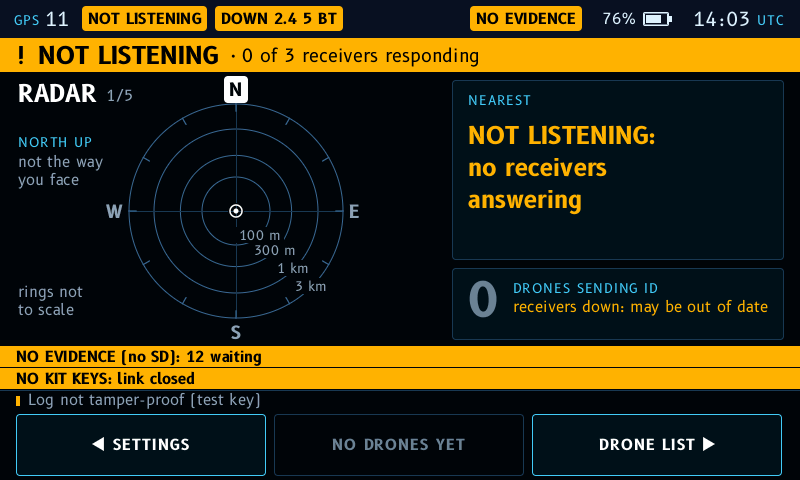 GPS 11 NOT LISTENING DOWN 2.4 5 BT NO EVIDENCE 76% 14:03 UTC
! NOT LISTENING · 0 of 3 receivers responding
RADAR 1/5
N
NORTH UP
not the way
you face
W
E
100 m
300 m
1 km
3 km
rings not
to scale
S
NEAREST
NOT LISTENING:
no receivers
answering
0 DRONES SENDING ID
receivers down: may be out of date
NO EVIDENCE (no SD): 12 waiting
NO KIT KEYS: link closed
Log not tamper-proof (test key)
◀ SETTINGS
NO DRONES YET
DRONE LIST ▶